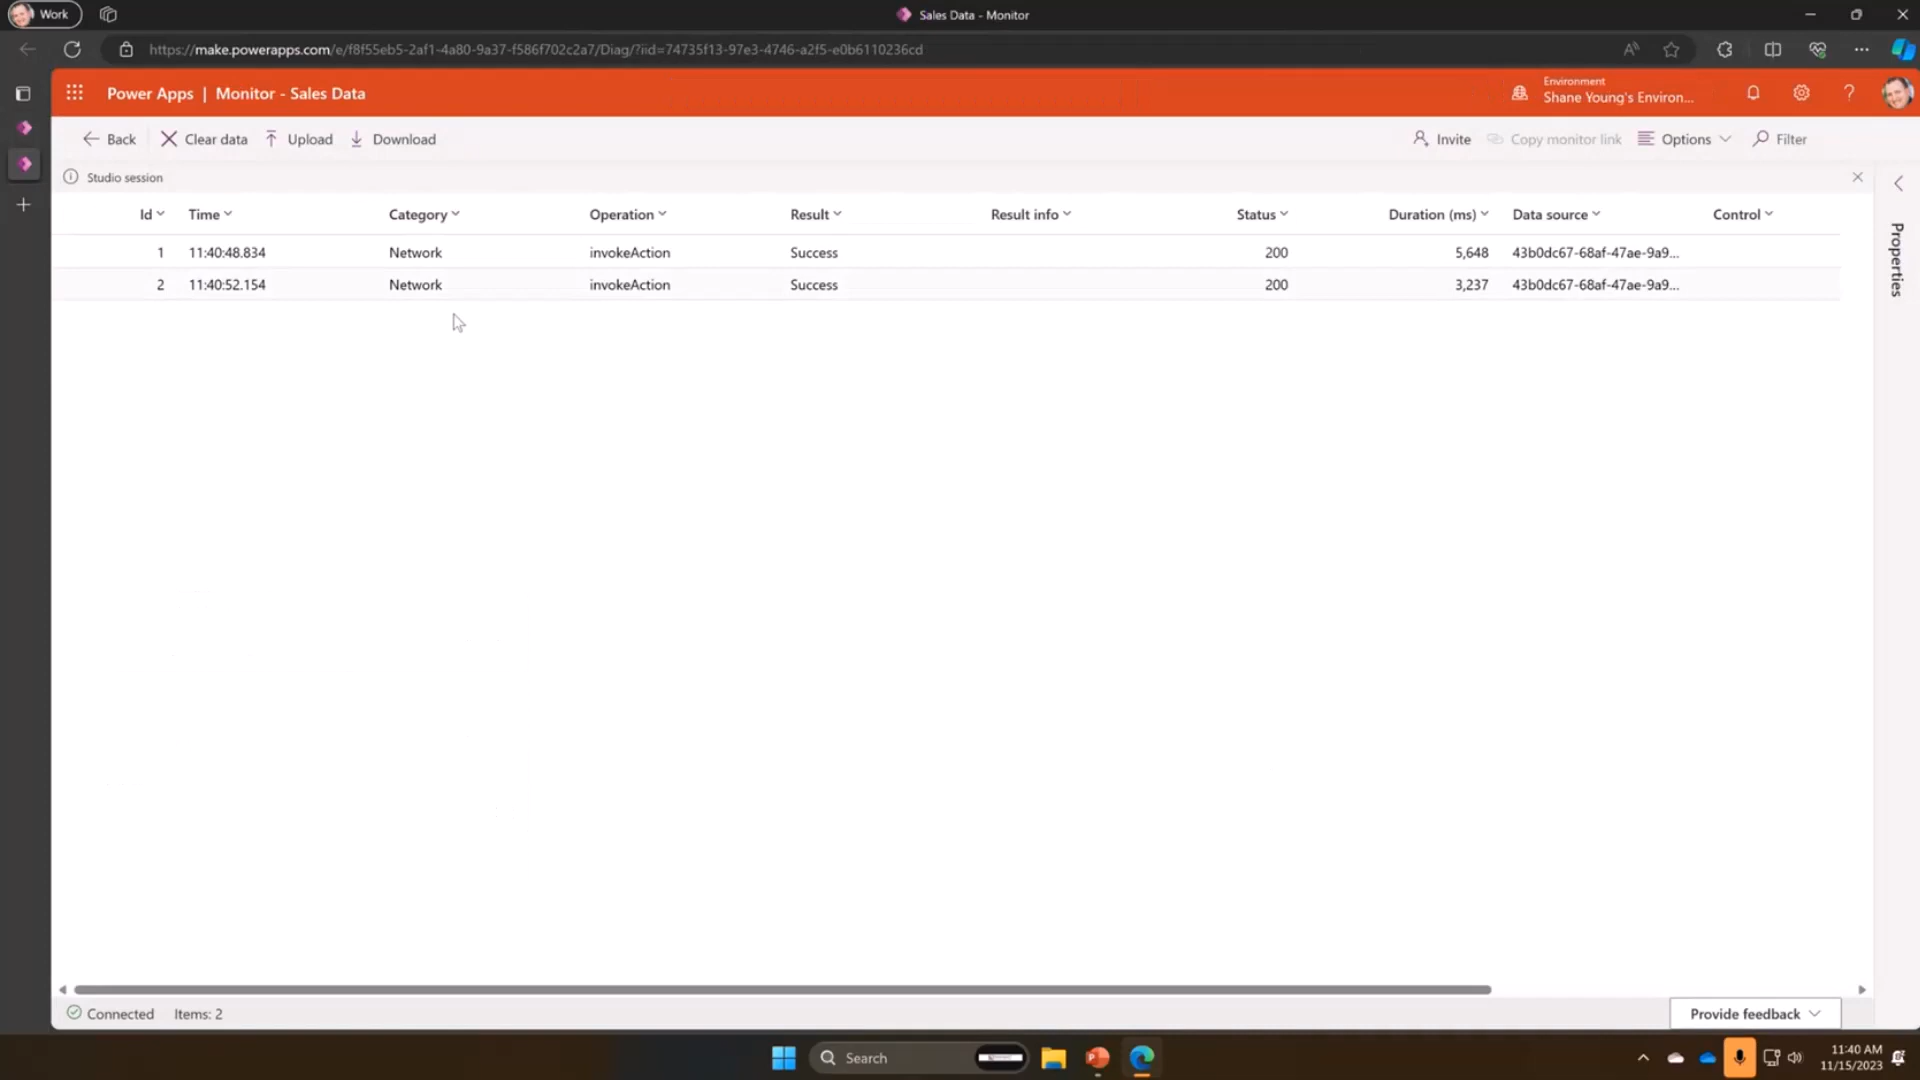 Work
Sales Data - Monitor
https://make.powerapps.com/e/f8f55eb5-2af1-4a80-9a37-f586f702c2a7/Diag/?iid=74735f13-97e3-4746-a2f5-e0b6110236cd
Power Apps | Monitor - Sales Data
Environment
Shane Young's Environ...
Back Clear data Upload Download Invite Copy monitor link Options Filter
Studio session
Properties
Id Time Category Operation Result Result info Status Duration (ms) Data source Control
1 11:40:48.834 Network invokeAction Success 200 5,648 43b0dc67-68af-47ae-9a9...
2 11:40:52.154 Network invokeAction Success 200 3,237 43b0dc67-68af-47ae-9a9...
Connected Items: 2 Provide feedback
Search
11:40 AM
11/15/2023